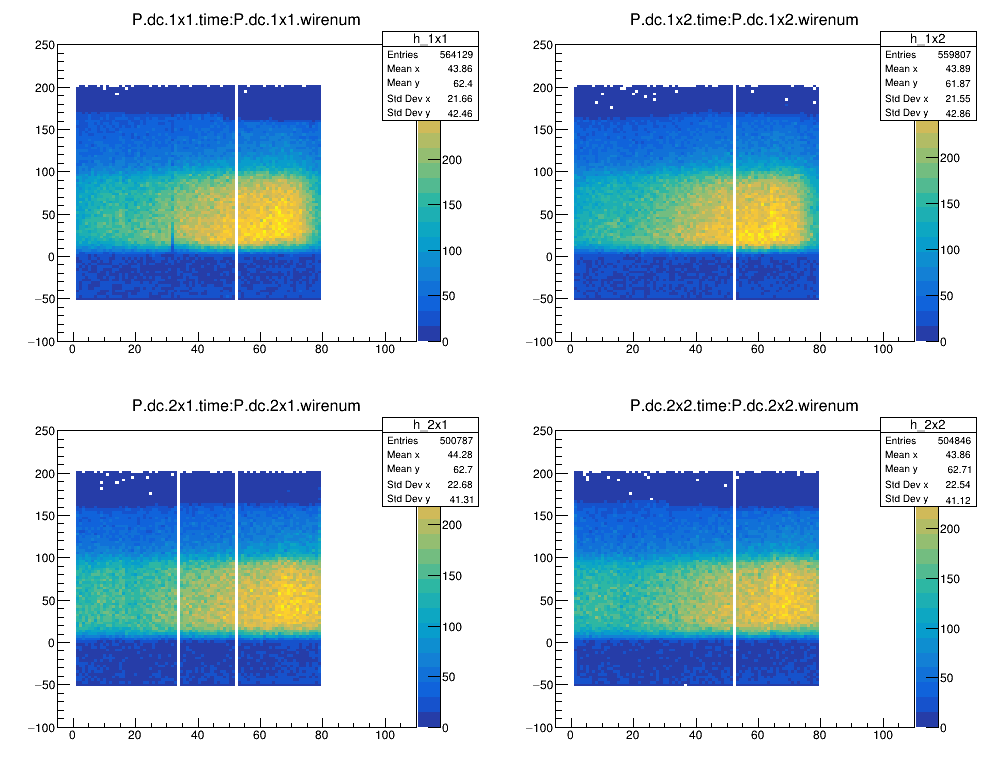 P.dc.1x1.time:P.dc.1x1.wirenum
h_1x1
Entries 564129
Mean x 43.86
Mean y 62.4
Std Dev x 21.66
Std Dev y 42.46
250
200
150
100
50
0
−50
−100
0 20 40 60 80 100
200
150
100
50
0
P.dc.1x2.time:P.dc.1x2.wirenum
h_1x2
Entries 559807
Mean x 43.89
Mean y 61.87
Std Dev x 21.55
Std Dev y 42.86
250
200
150
100
50
0
−50
−100
0 20 40 60 80 100
200
150
100
50
0
P.dc.2x1.time:P.dc.2x1.wirenum
h_2x1
Entries 500787
Mean x 44.28
Mean y 62.7
Std Dev x 22.68
Std Dev y 41.31
250
200
150
100
50
0
−50
−100
0 20 40 60 80 100
200
150
100
50
0
P.dc.2x2.time:P.dc.2x2.wirenum
h_2x2
Entries 504846
Mean x 43.86
Mean y 62.71
Std Dev x 22.54
Std Dev y 41.12
250
200
150
100
50
0
−50
−100
0 20 40 60 80 100
200
150
100
50
0